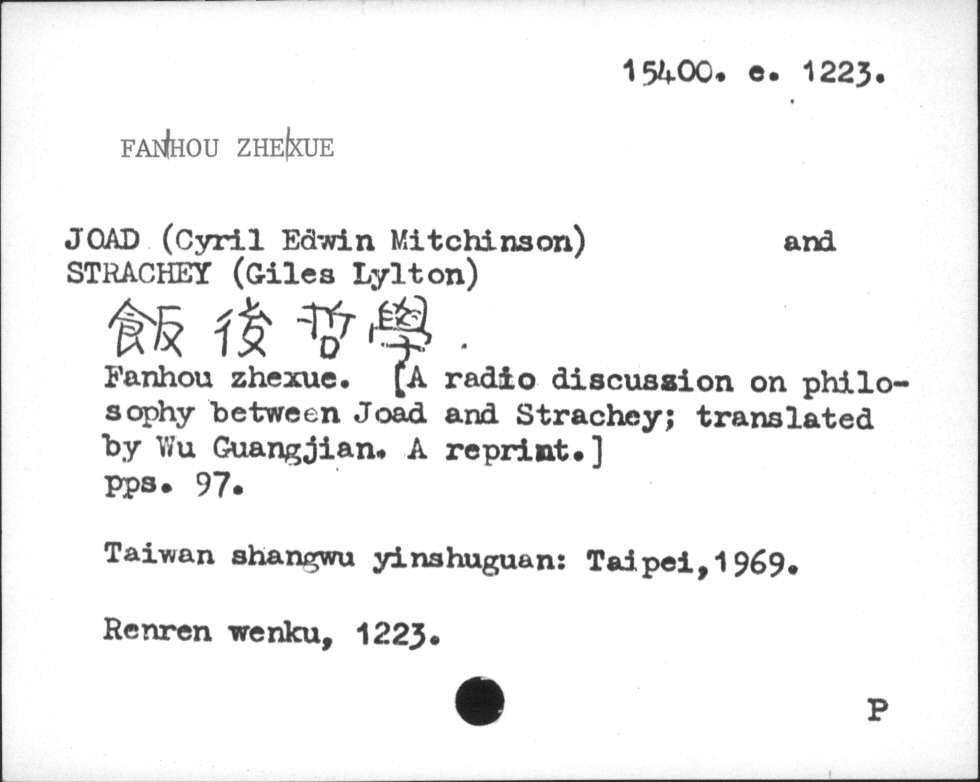 15400. e. 1223.
FANHOU ZHEXUE
JOAD (Cyril Edwin Mitchinson) and
STRACHEY (Giles Lylton)
飯後哲學.
Fanhou zhexue. [A radio discussion on philo-
sophy between Joad and Strachey; translated
by Wu Guangjian. A reprint.]
pps. 97.
Taiwan shangwu yinshuguan: Taipei,1969.
Renren wenku, 1223.
P